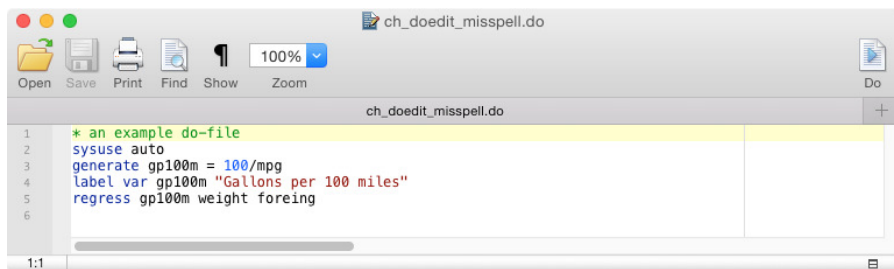 ch_doedit_misspell.do
100%
Open Save Print Find Show Zoom Do
ch_doedit_misspell.do
1 * an example do-file
2 sysuse auto
3 generate gp100m = 100/mpg
4 label var gp100m "Gallons per 100 miles"
5 regress gp100m weight foreing
6
1:1